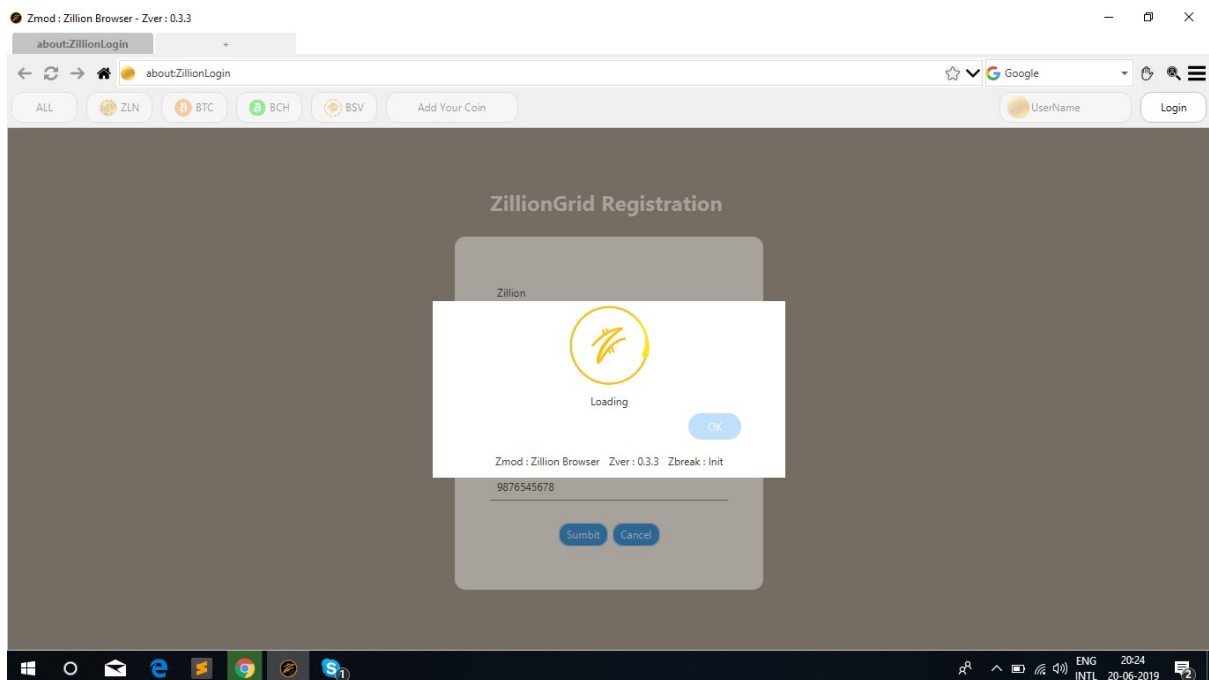 Zmod : Zillion Browser - Zver : 0.3.3
about:ZillionLogin +
about:ZillionLogin Google
ALL ZLN BTC BCH BSV Add Your Coin UserName Login
ZillionGrid Registration
Zillion
Loading
OK
Zmod : Zillion Browser Zver : 0.3.3 Zbreak : Init
9876545678
Sumbit Cancel
ENG 20:24
INTL 20-06-2019